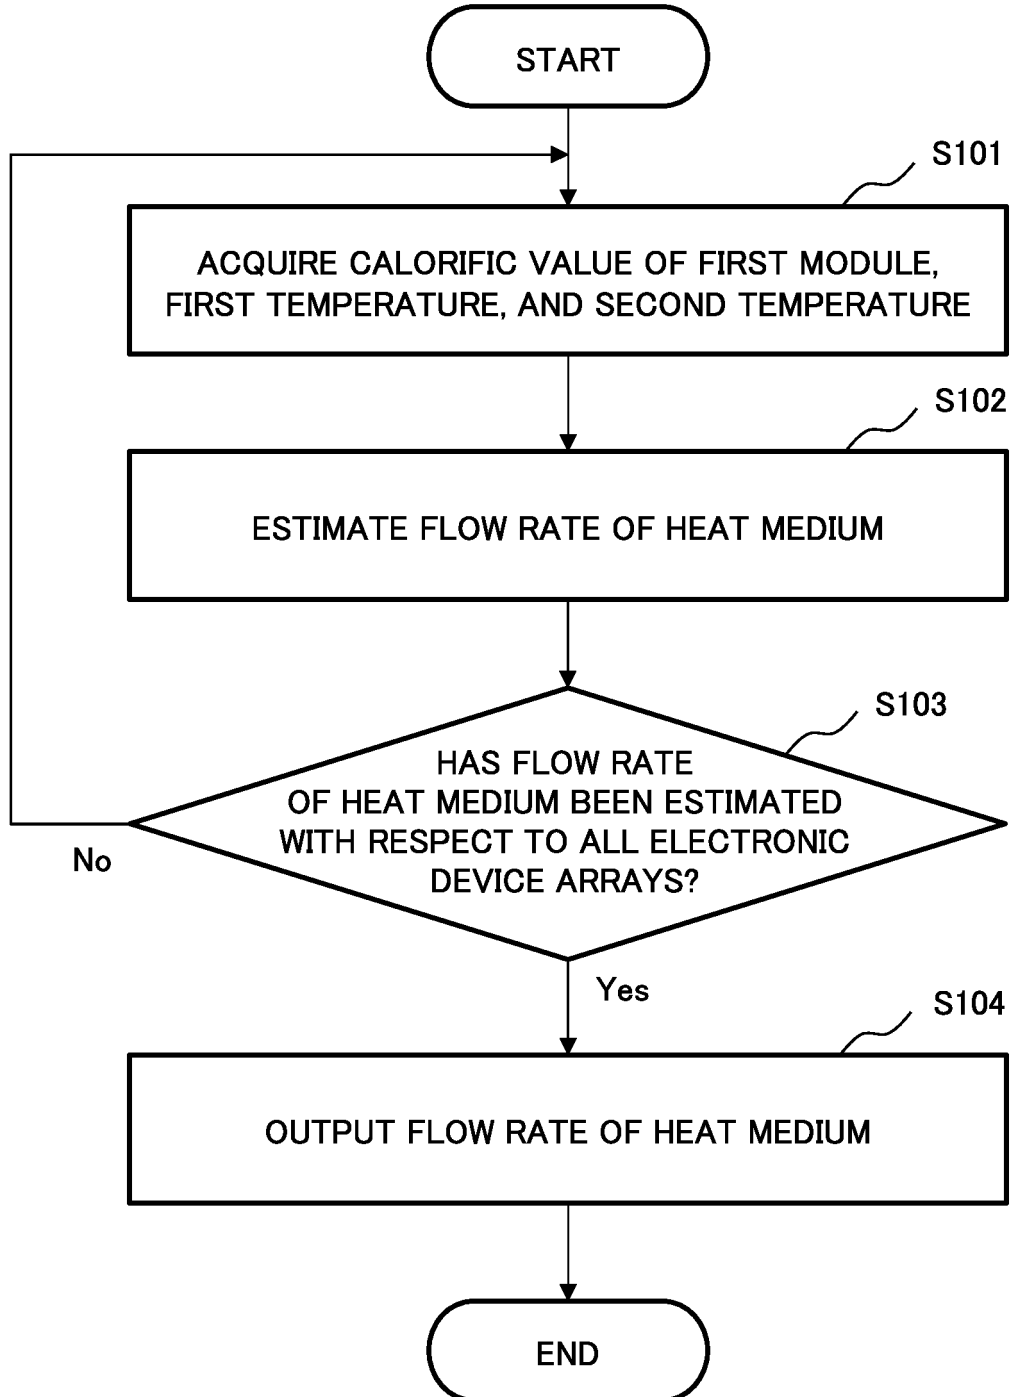 START
S101
ACQUIRE CALORIFIC VALUE OF FIRST MODULE,
FIRST TEMPERATURE, AND SECOND TEMPERATURE
S102
ESTIMATE FLOW RATE OF HEAT MEDIUM
S103
HAS FLOW RATE
OF HEAT MEDIUM BEEN ESTIMATED
WITH RESPECT TO ALL ELECTRONIC
DEVICE ARRAYS?
No
Yes
S104
OUTPUT FLOW RATE OF HEAT MEDIUM
END